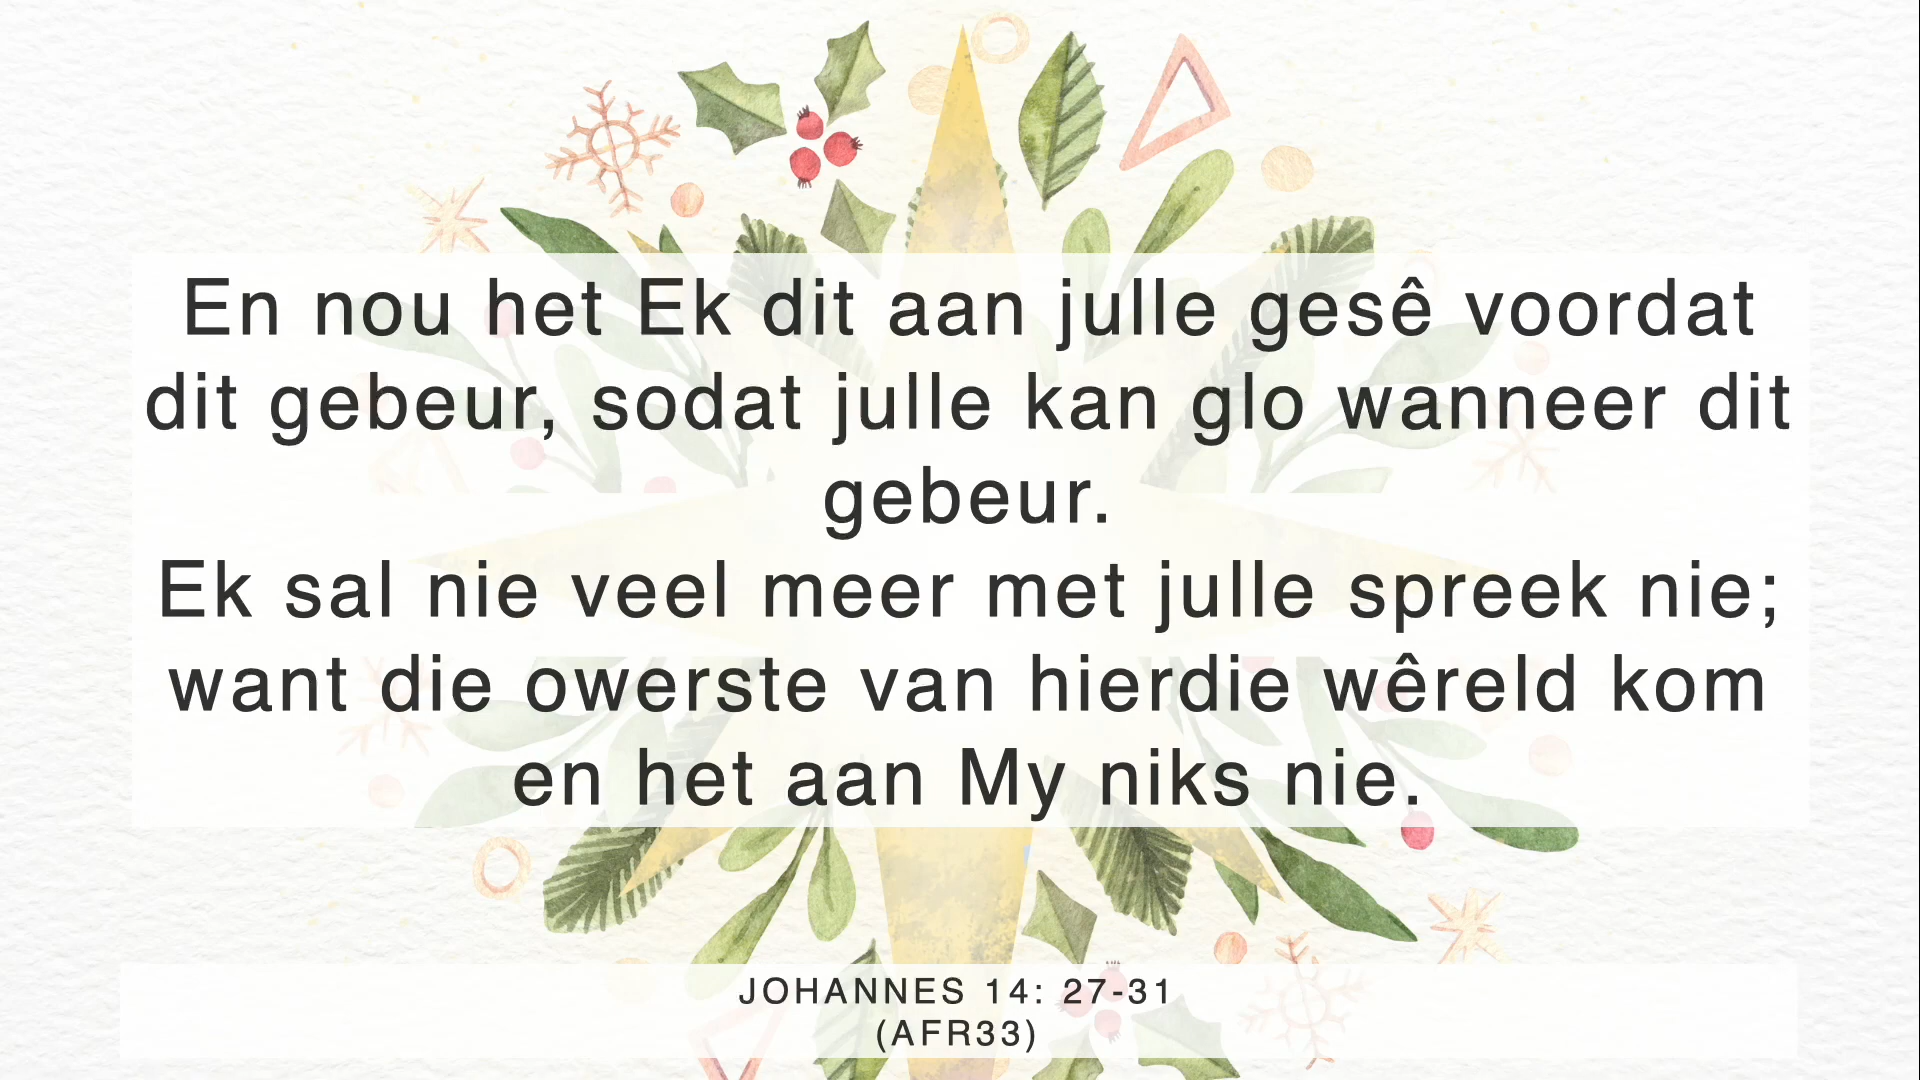 En nou het Ek dit aan julle gesê voordat
dit gebeur, sodat julle kan glo wanneer dit
gebeur.
Ek sal nie veel meer met julle spreek nie;
want die owerste van hierdie wêreld kom
en het aan My niks nie.
JOHANNES 14: 27-31
(AFR33)